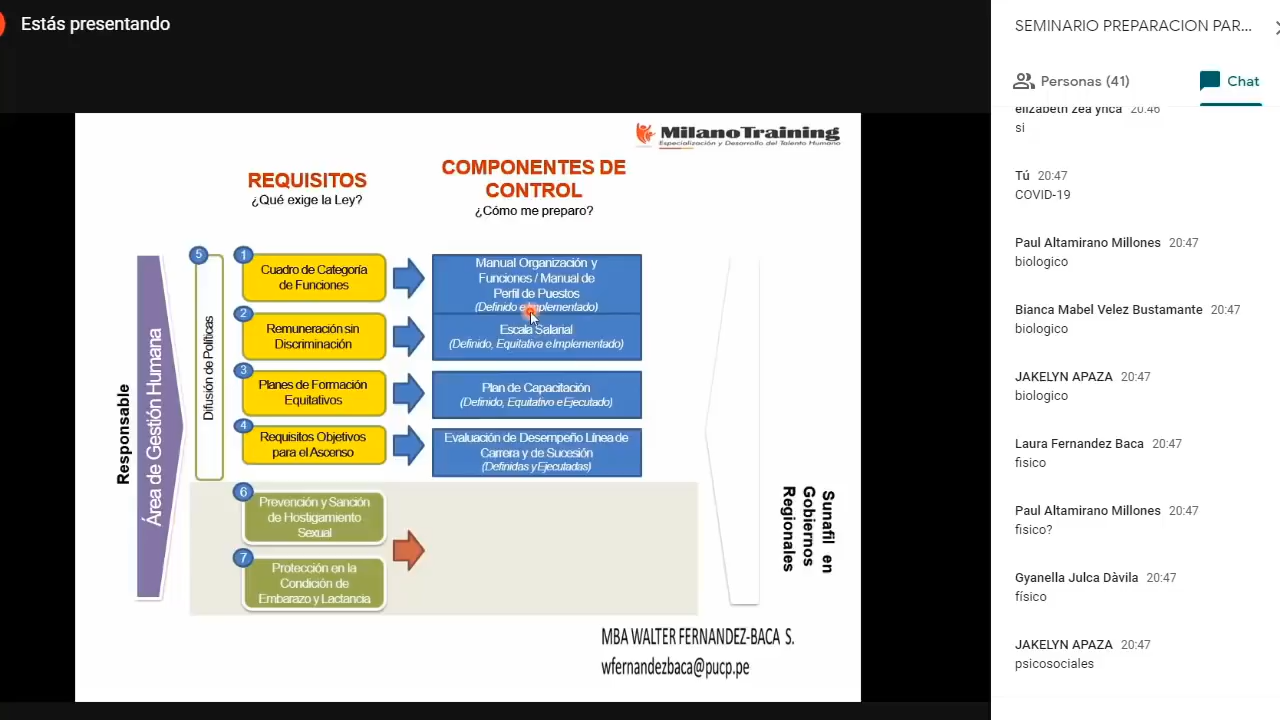 Estás presentando
SEMINARIO PREPARACION PAR...
Personas (41)
Chat
elizabeth zea ynca 20:46
si
Tú 20:47
COVID-19
Paul Altamirano Millones 20:47
biologico
Bianca Mabel Velez Bustamante 20:47
biologico
JAKELYN APAZA 20:47
biologico
Laura Fernandez Baca 20:47
fisico
Paul Altamirano Millones 20:47
fisico?
Gyanella Julca Dàvila 20:47
físico
JAKELYN APAZA 20:47
psicosociales
MilanoTraining
Especialización y Desarrollo del Talento Humano
REQUISITOS
¿Qué exige la Ley?
COMPONENTES DE
CONTROL
¿Cómo me preparo?
Responsable
Área de Gestión Humana
5
Difusión de Políticas
1
Cuadro de Categoría
de Funciones
Manual Organización y
Funciones / Manual de
Perfil de Puestos
(Definido e Implementado)
2
Remuneración sin
Discriminación
Escala Salarial
(Definido, Equitativa e Implementado)
3
Planes de Formación
Equitativos
Plan de Capacitación
(Definido, Equitativo e Ejecutado)
4
Requisitos Objetivos
para el Ascenso
Evaluación de Desempeño Línea de
Carrera y de Sucesión
(Definidas y Ejecutadas)
6
Prevención y Sanción
de Hostigamiento
Sexual
7
Protección en la
Condición de
Embarazo y Lactancia
Sunafil en
Gobiernos
Regionales
MBA WALTER FERNANDEZ-BACA S.
wfernandezbaca@pucp.pe